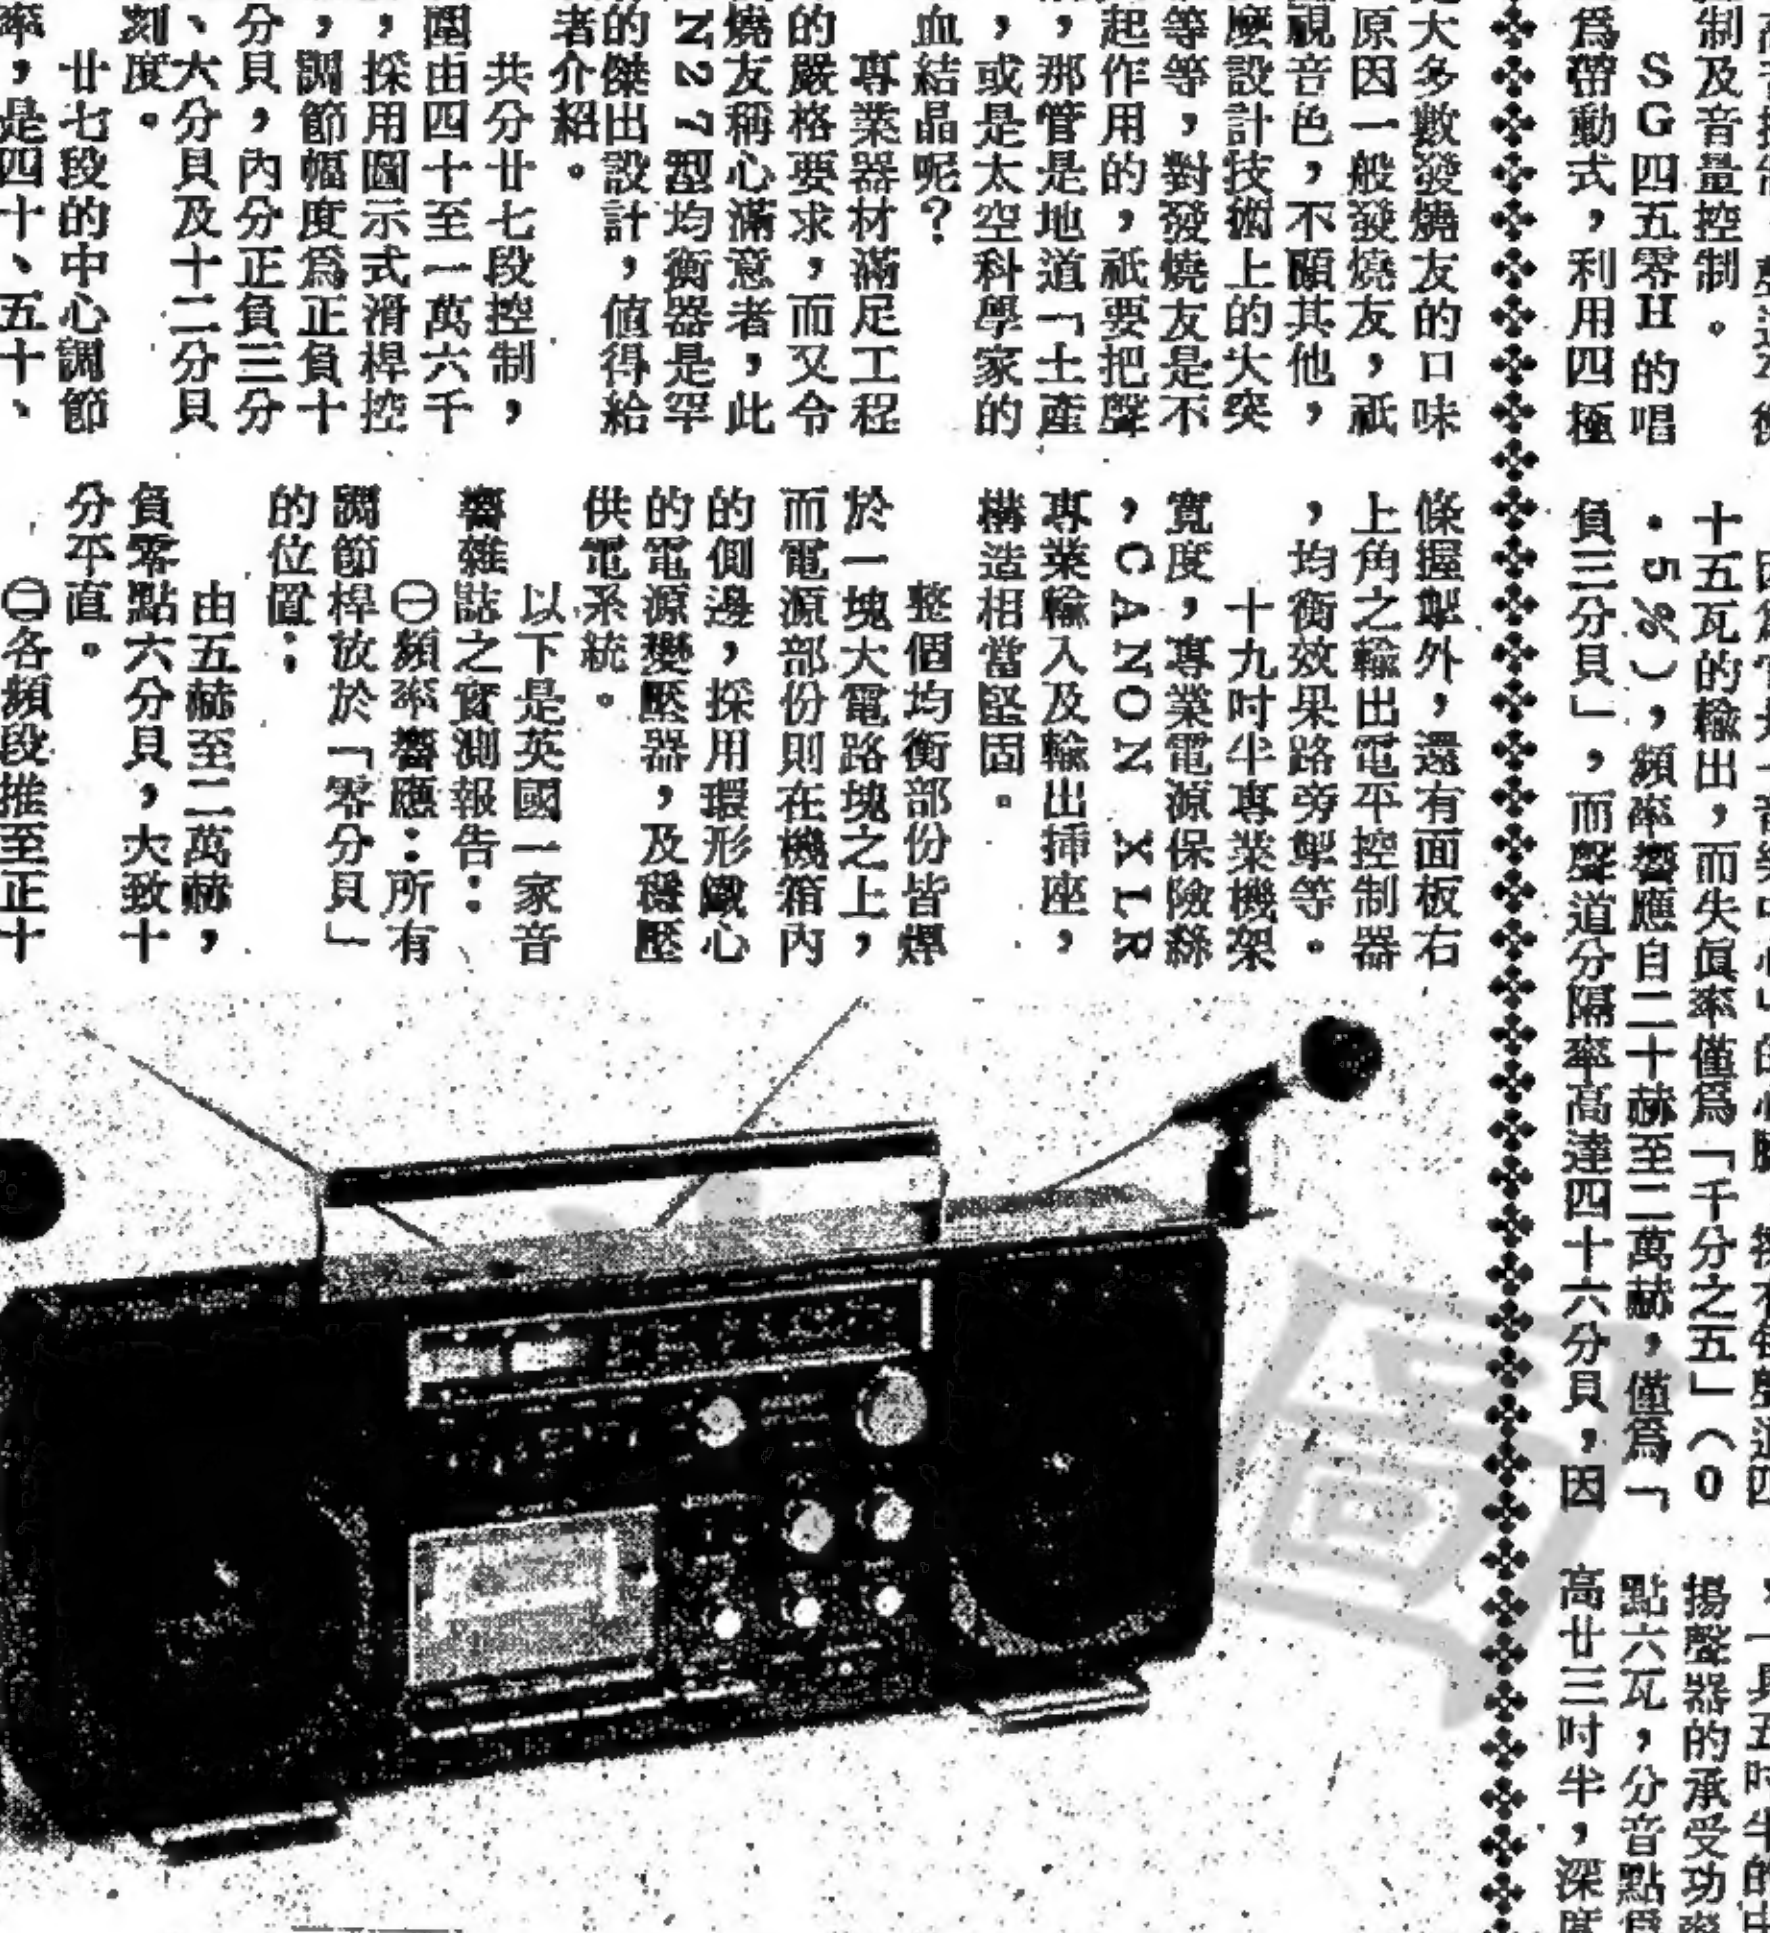 制及音量控制。
SG四五零H的唱
爲帶動式,利用四極
十五瓦的輸出,而失眞率僅爲「千分之五」(0
·5%),頻率響應自二十赫至二萬赫,僅爲「
負三分貝」,而聲道分隔率高達四十六分貝,因
揚聲器的承受功率
點六瓦,分音點爲
高廿三吋半,深度
大多數發燒友的口味
原因一般發燒友,祇
視音色,不顧其他,
麼設計技術上的大突
等等,對發燒友是不
起作用的,祇要把聲
,那管是地道「土產
,或是太空科學家的
血結晶呢?
專業器材滿足工程
的嚴格要求,而又令
燒友稱心滿意者,此
N27型均衡器是罕
的傑出設計,値得給
者介紹。
共分廿七段控制,
圍由四十至一萬六千
,採用圖示式滑桿控
,調節幅度爲正負十
分貝,內分正負三分
、六分貝及十二分貝
刻度。
廿七段的中心調節
率,是四十、五十、
條握掣外,還有面板右
上角之輸出電平控制器
,均衡效果路旁掣等。
十九吋半專業機架
寬度,專業電源保險絲
,CANON XLR
專業輸入及輸出插座,
構造相當堅固。
整個均衡部份皆焊
於一塊大電路塊之上,
而電源部份則在機箱內
的側邊,採用環形鐵心
的電源變壓器,及穩壓
供電系統。
以下是英國一家音
響雜誌之實測報告:
㊀頻率響應:所有
調節桿放於「零分貝」
的位置:
由五赫至二萬赫,
負零點六分貝,大致十
分平直。
㊁各頻段推至正十
圖